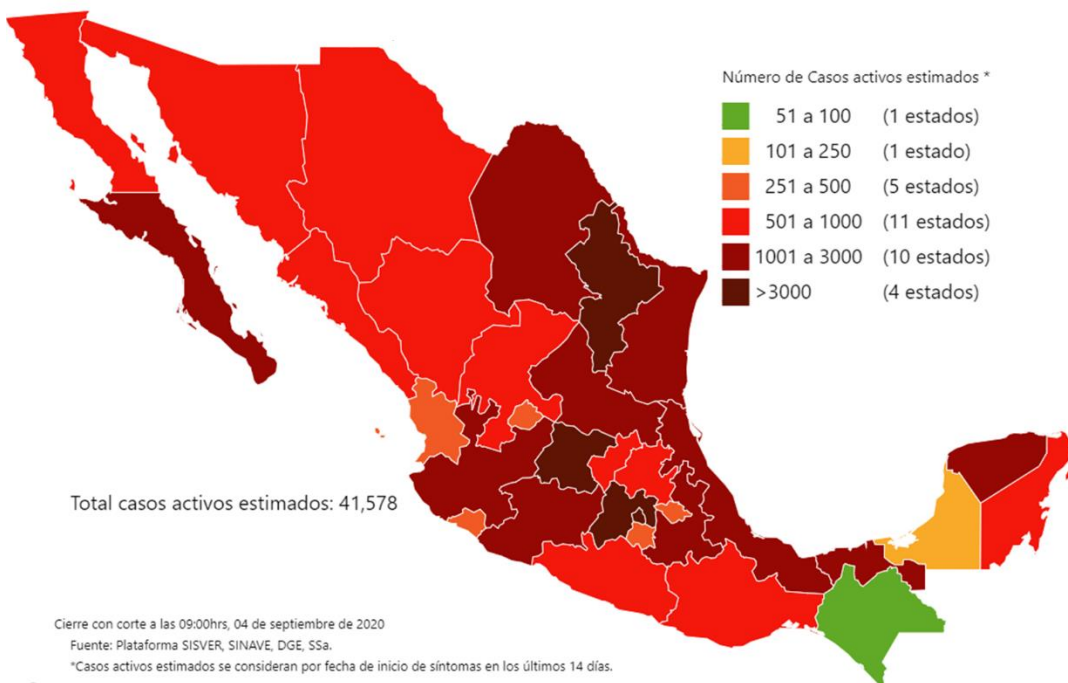 Número de Casos activos estimados *
51 a 100 (1 estados)
101 a 250 (1 estado)
251 a 500 (5 estados)
501 a 1000 (11 estados)
1001 a 3000 (10 estados)
>3000 (4 estados)
Total casos activos estimados: 41,578
Cierre con corte a las 09:00hrs, 04 de septiembre de 2020
Fuente: Plataforma SISVER, SINAVE, DGE, SSa.
*Casos activos estimados se consideran por fecha de inicio de síntomas en los últimos 14 días.